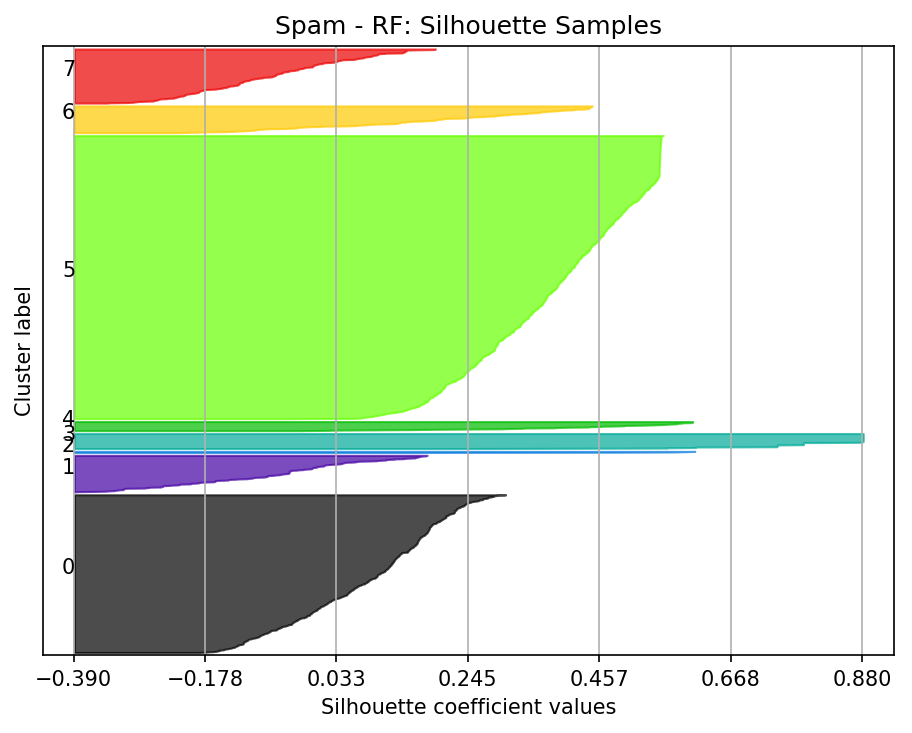 Spam - RF: Silhouette Samples
Cluster label
7
6
5
4
3
2
1
0
−0.390 −0.178 0.033 0.245 0.457 0.668 0.880
Silhouette coefficient values